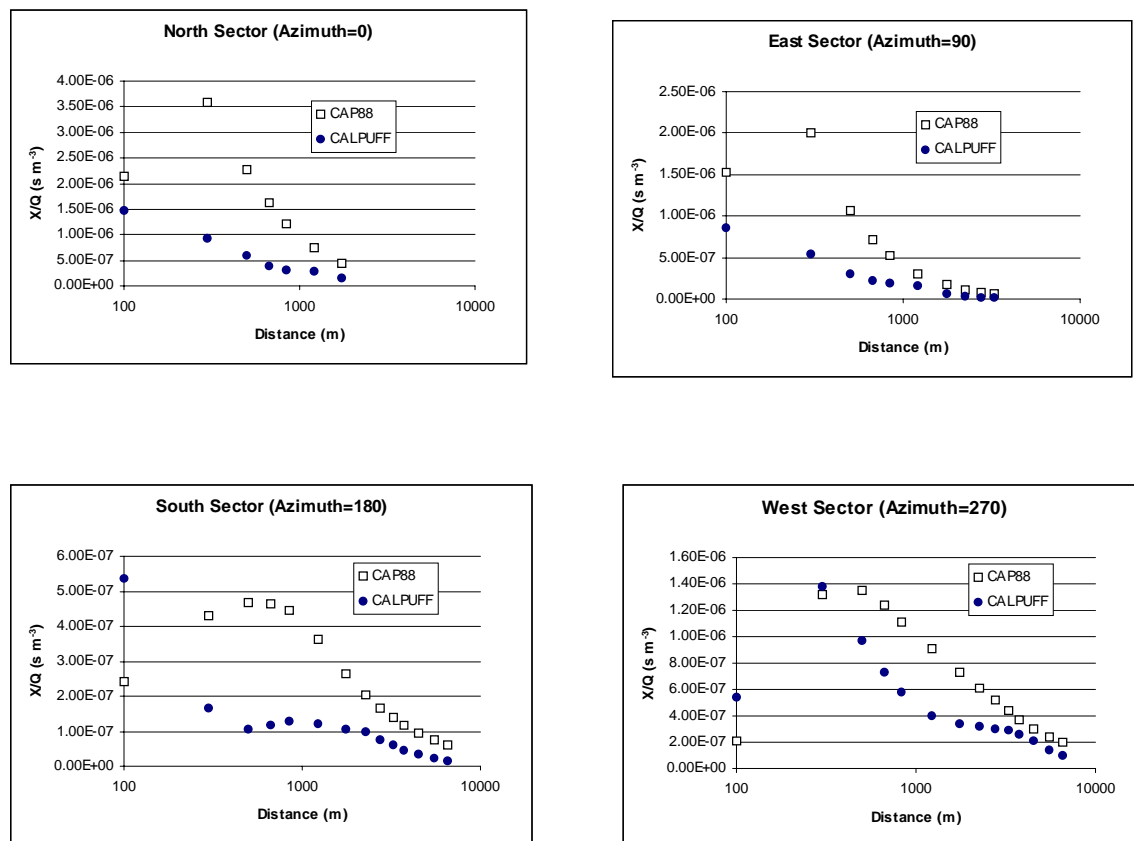 North Sector (Azimuth=0)
4.00E-06
3.50E-06
3.00E-06
2.50E-06
2.00E-06
1.50E-06
1.00E-06
5.00E-07
0.00E+00
X/Q (s m⁻³)
CAP88
CALPUFF
100 1000 10000
Distance (m)
East Sector (Azimuth=90)
2.50E-06
2.00E-06
1.50E-06
1.00E-06
5.00E-07
0.00E+00
X/Q (s m⁻³)
CAP88
CALPUFF
100 1000 10000
Distance (m)
South Sector (Azimuth=180)
6.00E-07
5.00E-07
4.00E-07
3.00E-07
2.00E-07
1.00E-07
0.00E+00
X/Q (s m⁻³)
CAP88
CALPUFF
100 1000 10000
Distance (m)
West Sector (Azimuth=270)
1.60E-06
1.40E-06
1.20E-06
1.00E-06
8.00E-07
6.00E-07
4.00E-07
2.00E-07
0.00E+00
X/Q (s m⁻³)
CAP88
CALPUFF
100 1000 10000
Distance (m)